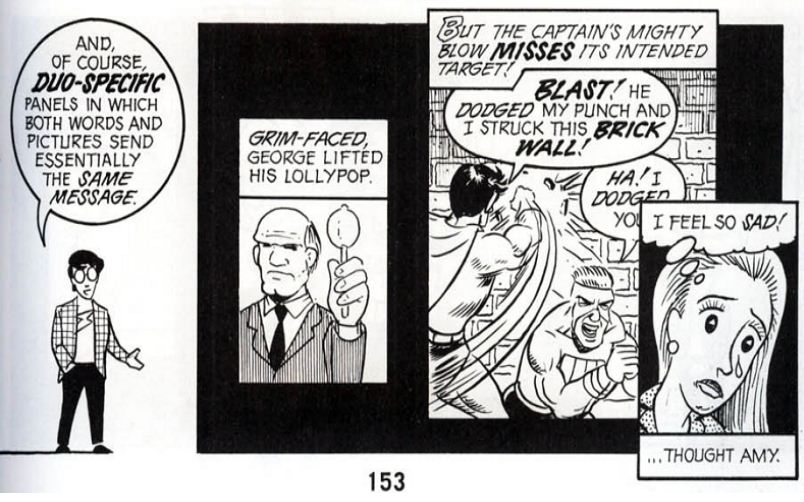 AND,
OF COURSE,
DUO-SPECIFIC
PANELS IN WHICH
BOTH WORDS AND
PICTURES SEND
ESSENTIALLY
THE SAME
MESSAGE.
GRIM-FACED,
GEORGE LIFTED
HIS LOLLYPOP.
BUT THE CAPTAIN'S MIGHTY
BLOW MISSES ITS INTENDED
TARGET!
BLAST! HE
DODGED MY PUNCH AND
I STRUCK THIS BRICK
WALL!
HA! I
DODGED
YOU
I FEEL SO SAD!
...THOUGHT AMY.
153